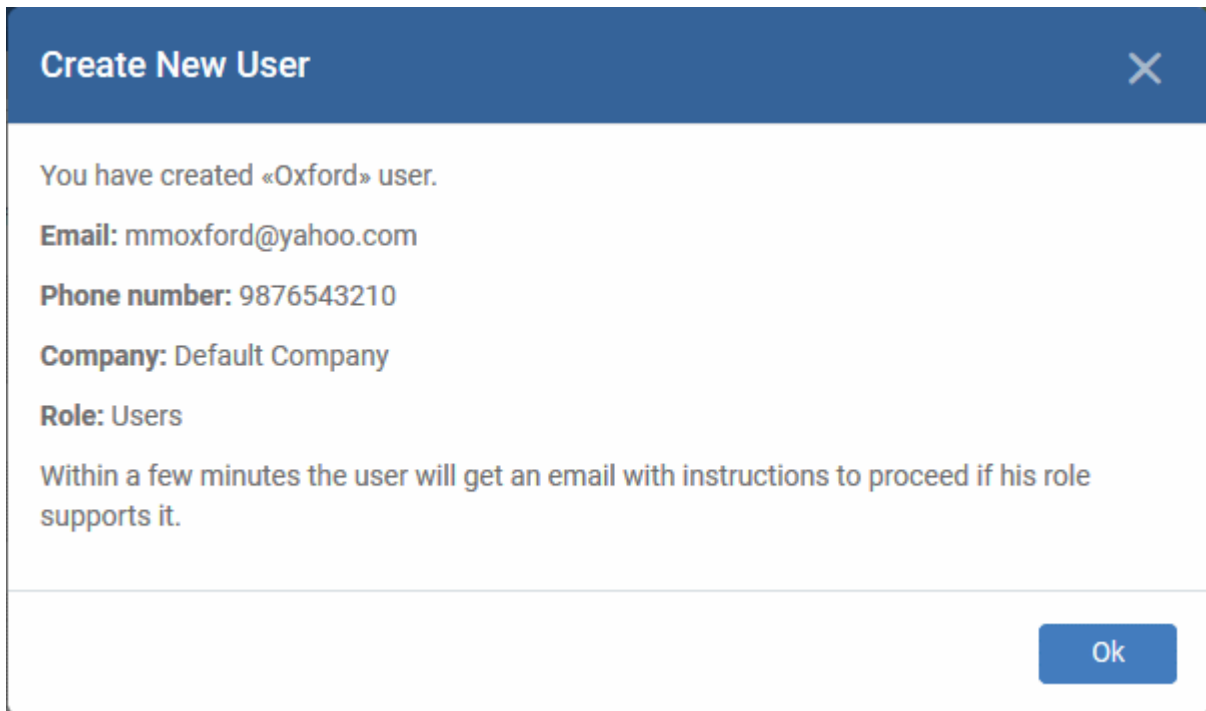 Create New User
You have created «Oxford» user.
Email: mmoxford@yahoo.com
Phone number: 9876543210
Company: Default Company
Role: Users
Within a few minutes the user will get an email with instructions to proceed if his role
supports it.
Ok